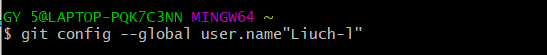 GY 5@LAPTOP-PQK7C3NN MINGW64 ~
$ git config --global user.name"Liuch-l"